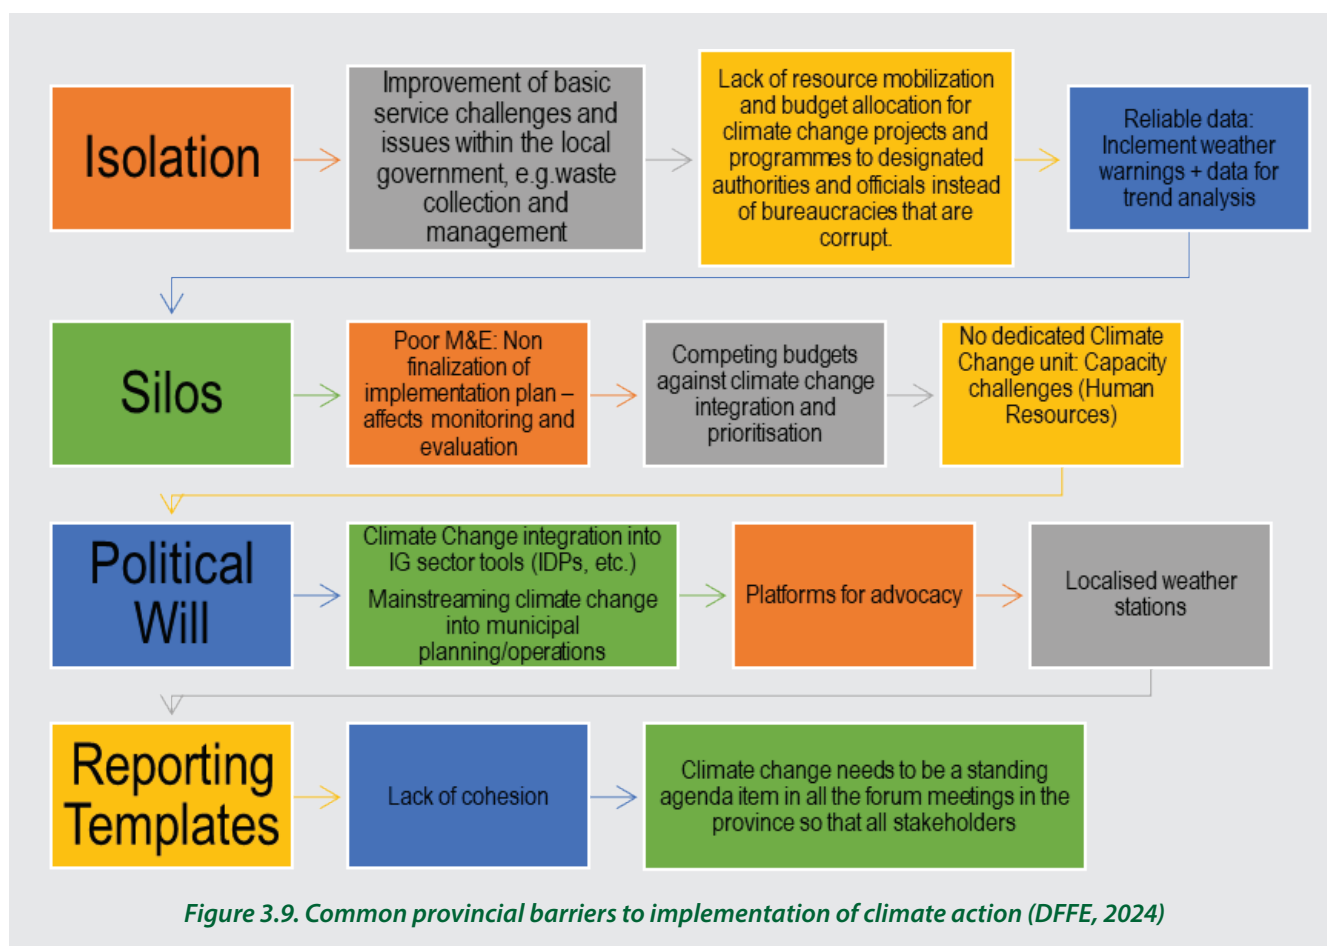 Isolation
Improvement of basic
service challenges and
issues within the local
government, e.g.waste
collection and
management
Lack of resource mobilization
and budget allocation for
climate change projects and
programmes to designated
authorities and officials instead
of bureaucracies that are
corrupt.
Reliable data:
Inclement weather
warnings + data for
trend analysis
Silos
Poor M&E: Non
finalization of
implementation plan –
affects monitoring and
evaluation
Competing budgets
against climate change
integration and
prioritisation
No dedicated Climate
Change unit: Capacity
challenges (Human
Resources)
Political
Will
Climate Change integration into
IG sector tools (IDPs, etc.)
Mainstreaming climate change
into municipal
planning/operations
Platforms for advocacy
Localised weather
stations
Reporting
Templates
Lack of cohesion
Climate change needs to be a standing
agenda item in all the forum meetings in the
province so that all stakeholders
Figure 3.9. Common provincial barriers to implementation of climate action (DFFE, 2024)